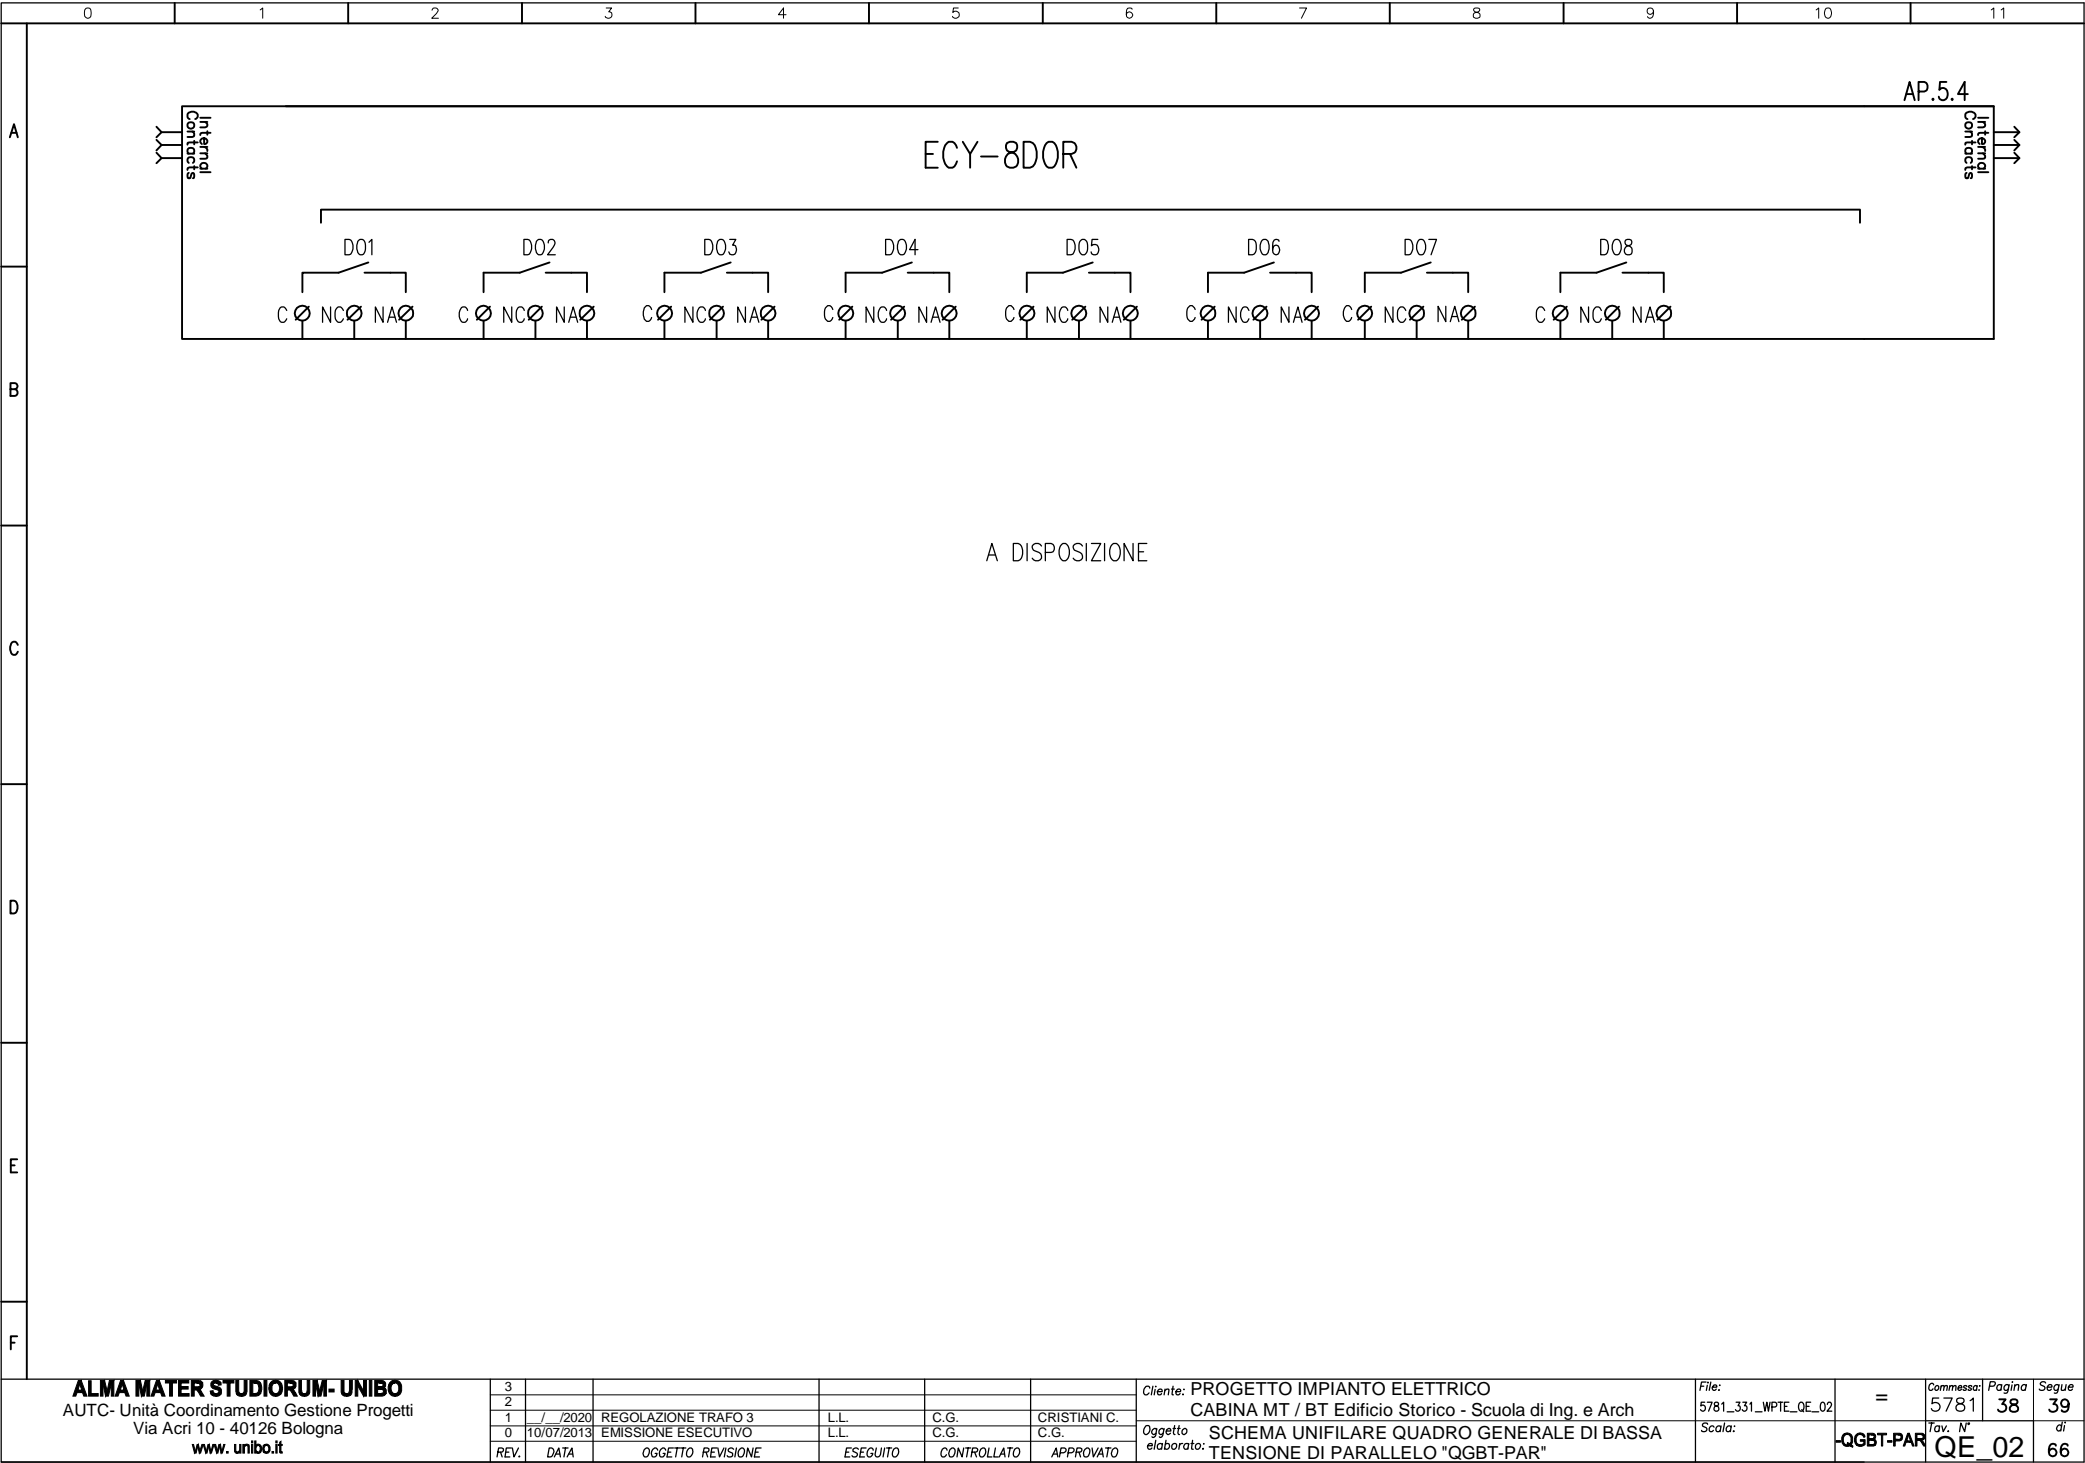 0 1 2 3 4 5 6 7 8 9 10 11
AP.5.4
A
Internal
Contacts
ECY-8DOR
Internal
Contacts
DO1 DO2 DO3 DO4 DO5 DO6 DO7 DO8
C NC NA C NC NA C NC NA C NC NA C NC NA C NC NA C NC NA C NC NA
B
A DISPOSIZIONE
C
D
E
F
ALMA MATER STUDIORUM- UNIBO
AUTC- Unità Coordinamento Gestione Progetti
Via Acri 10 - 40126 Bologna
www. unibo.it
3
2
1 __/__/2020 REGOLAZIONE TRAFO 3 L.L. C.G. CRISTIANI C.
0 10/07/2013 EMISSIONE ESECUTIVO L.L. C.G. C.G.
REV. DATA OGGETTO REVISIONE ESEGUITO CONTROLLATO APPROVATO
Cliente: PROGETTO IMPIANTO ELETTRICO
CABINA MT / BT Edificio Storico - Scuola di Ing. e Arch
Oggetto elaborato: SCHEMA UNIFILARE QUADRO GENERALE DI BASSA
TENSIONE DI PARALLELO "QGBT-PAR"
File:
5781_331_WPTE_QE_02
Scala:
=
-QGBT-PAR
Commessa:
5781
Pagina
38
Segue
39
Tav. N°
QE_02
di
66